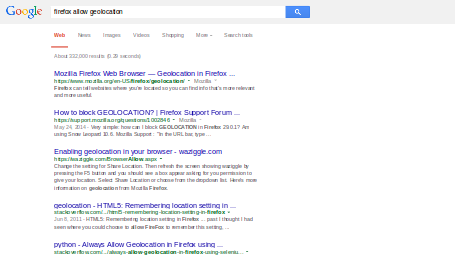 Google firefox allow geolocation
Web News Images Videos Shopping More Search tools
About 332,000 results (0.29 seconds)
Mozilla Firefox Web Browser — Geolocation in Firefox ...
https://www.mozilla.org/en-US/firefox/geolocation/ Mozilla
Firefox can tell websites where you're located so you can find info that's more relevant
and more useful.
How to block GEOLOCATION? | Firefox Support Forum ...
https://support.mozilla.org/questions/1002846 Mozilla
May 24, 2014 - Very simple: how can I block GEOLOCATION in Firefox 29.0.1? Am
using Snow Leopard 10.6. Mozilla Support. : "In the URL bar, type ...
Enabling geolocation in your browser - waziggle.com
https://waziggle.com/BrowserAllow.aspx
Change the setting for Share Location. Then refresh the screen showing waziggle by
pressing the F5 button and you should see a box appear asking for you permission to
give your location. Select Share Location or choose from the dropdown list. Here's more
information on geolocation from Mozilla Firefox.
geolocation - HTML5: Remembering location setting in ...
stackoverflow.com/.../html5-remembering-location-setting-in-firefox
Jun 8, 2011 - HTML5: Remembering location setting in Firefox ... past I thought I had
seen where you could choose to allow FireFox to remember this setting, ...
python - Always Allow Geolocation in Firefox using ...
stackoverflow.com/.../always-allow-geolocation-in-firefox-using-seleniu...